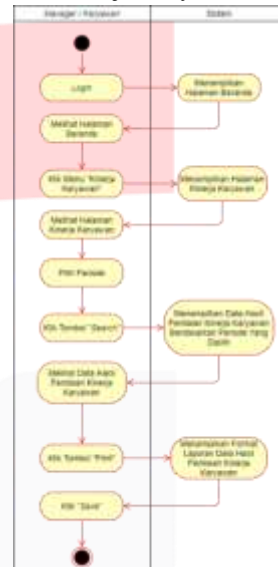 Manager / Karyawan
Sistem
Login
Menampilkan
Halaman Beranda
Melihat Halaman
Beranda
Klik Menu "Kinerja
Karyawan"
Menampilkan Halaman
Kinerja Karyawan
Melihat Halaman
Kinerja Karyawan
Pilih Periode
Klik Tombol "Search"
Menampilkan Data Hasil
Penilaian Kinerja Karyawan
Berdasarkan Periode Yang
Dipilih
Melihat Data Hasil
Penilaian Kinerja
Karyawan
Klik Tombol "Print"
Menampilkan Format
Laporan Data Hasil
Penilaian Kinerja
Karyawan
Klik "Save"